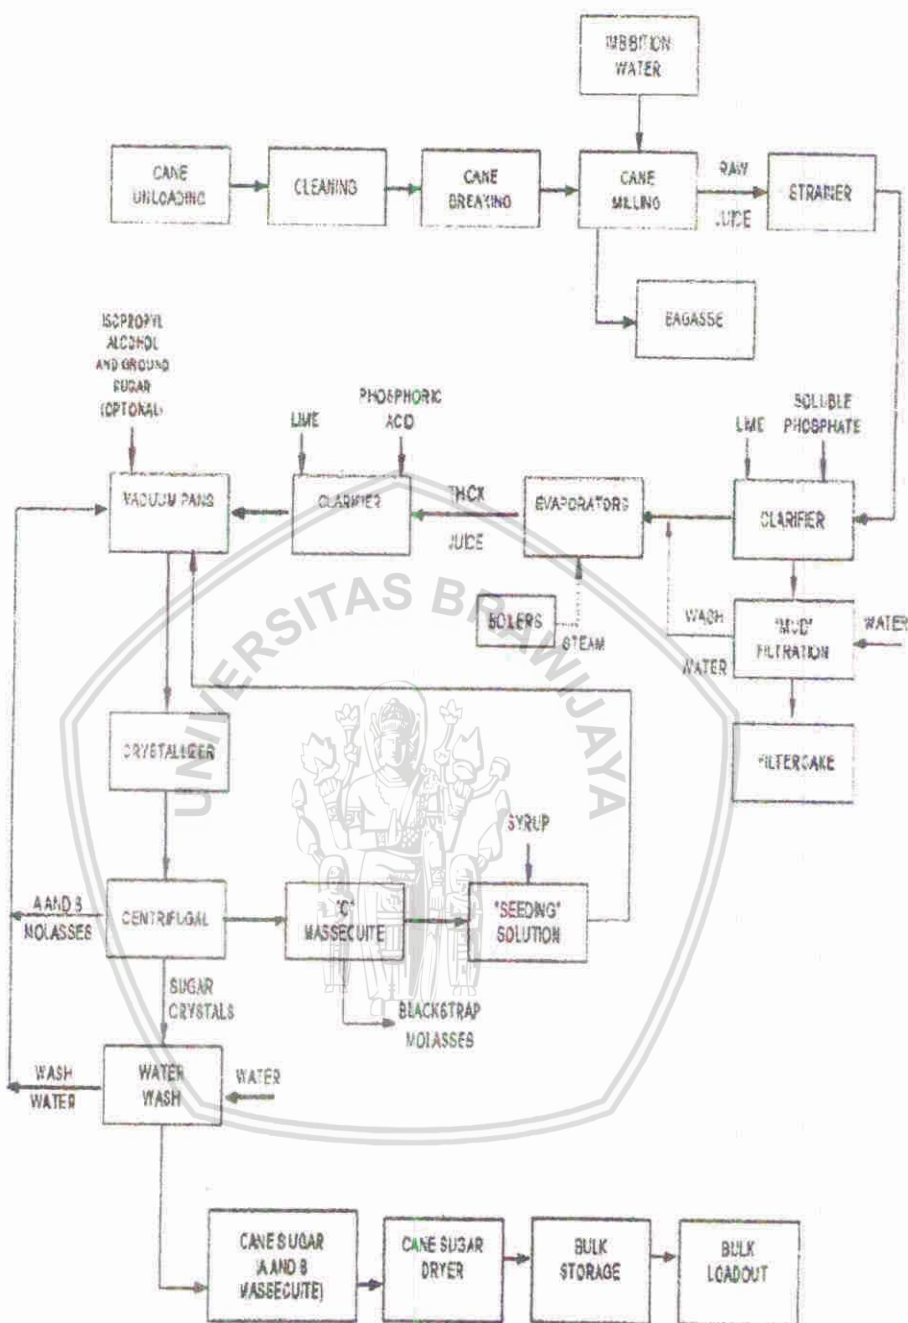 IMBIBITION
WATER
CANE
UNLOADING
CLEANING
CANE
BREAKING
CANE
MILLING
RAW
JUICE
STRAINER
BAGASSE
ISOPROPYL
ALCOHOL
AND GROUND
SUGAR
(OPTIONAL)
LIME
PHOSPHORIC
ACID
LIME
SOLUBLE
PHOSPHATE
VACUUM PANS
CLARIFIER
THICK
JUICE
EVAPORATORS
CLARIFIER
BOILERS
STEAM
WASH
WATER
"MUD"
FILTRATION
WATER
CRYSTALLIZER
FILTERCAKE
SYRUP
A AND B
MOLASSES
CENTRIFUGAL
"C"
MASSECUITE
"SEEDING"
SOLUTION
SUGAR
CRYSTALS
BLACKSTRAP
MOLASSES
WASH
WATER
WATER
WASH
WATER
CANE SUGAR
(A AND B
MASSECUITE)
CANE SUGAR
DRYER
BULK
STORAGE
BULK
LOADOUT
UNIVERSITAS BRAWIJAYA